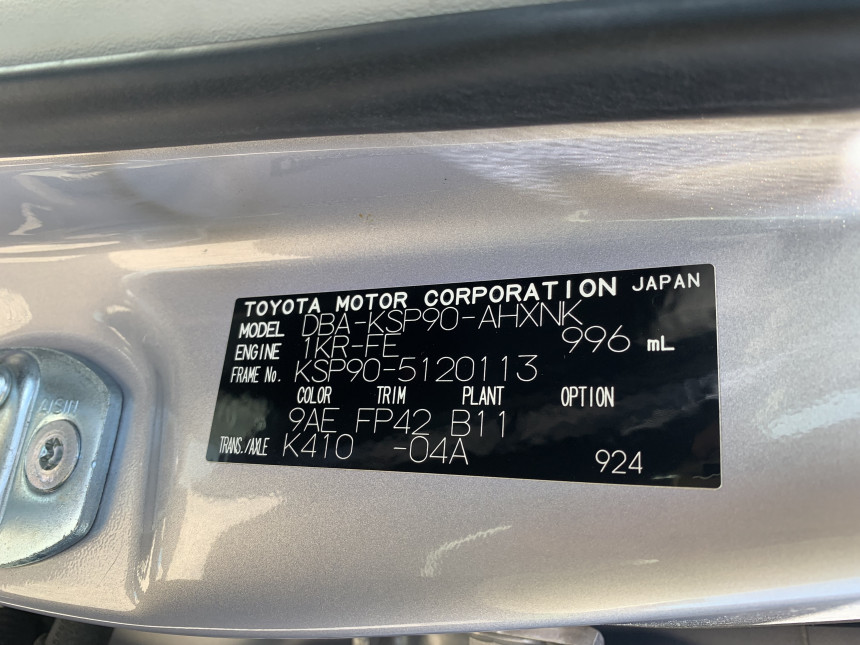 TOYOTA MOTOR CORPORATION JAPAN
MODEL DBA-KSP90-AHXNK
ENGINE 1KR-FE 996 mL
FRAME No. KSP90-5120113
COLOR TRIM PLANT OPTION
9AE FP42 B11
TRANS./AXLE K410 -04A 924
AISIN